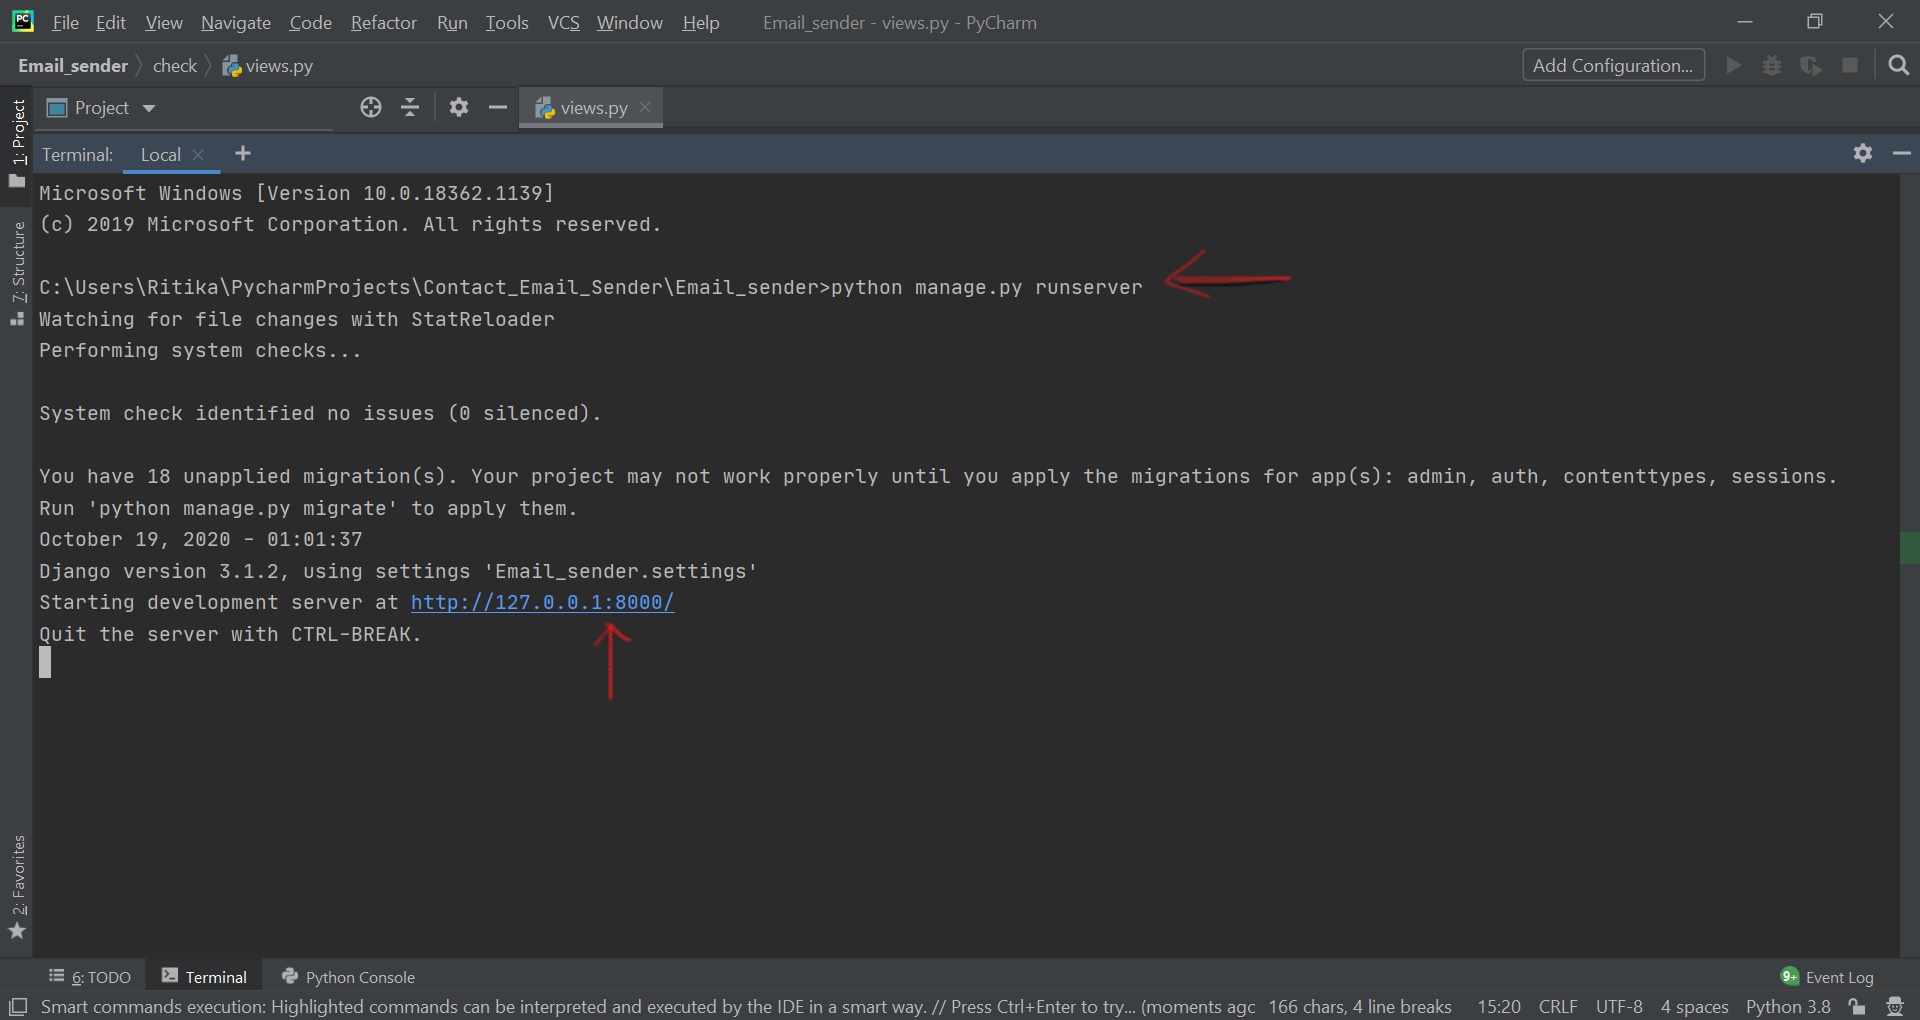 PC File Edit View Navigate Code Refactor Run Tools VCS Window Help Email_sender - views.py - PyCharm
Email_sender check views.py Add Configuration...
Project views.py
1: Project
Terminal: Local +
7: Structure
Microsoft Windows [Version 10.0.18362.1139]
(c) 2019 Microsoft Corporation. All rights reserved.
C:\Users\Ritika\PycharmProjects\Contact_Email_Sender\Email_sender>python manage.py runserver
Watching for file changes with StatReloader
Performing system checks...
System check identified no issues (0 silenced).
You have 18 unapplied migration(s). Your project may not work properly until you apply the migrations for app(s): admin, auth, contenttypes, sessions.
Run 'python manage.py migrate' to apply them.
October 19, 2020 - 01:01:37
Django version 3.1.2, using settings 'Email_sender.settings'
Starting development server at http://127.0.0.1:8000/
Quit the server with CTRL-BREAK.
2: Favorites
6: TODO Terminal Python Console 9+ Event Log
Smart commands execution: Highlighted commands can be interpreted and executed by the IDE in a smart way. // Press Ctrl+Enter to try... (moments agc 166 chars, 4 line breaks 15:20 CRLF UTF-8 4 spaces Python 3.8